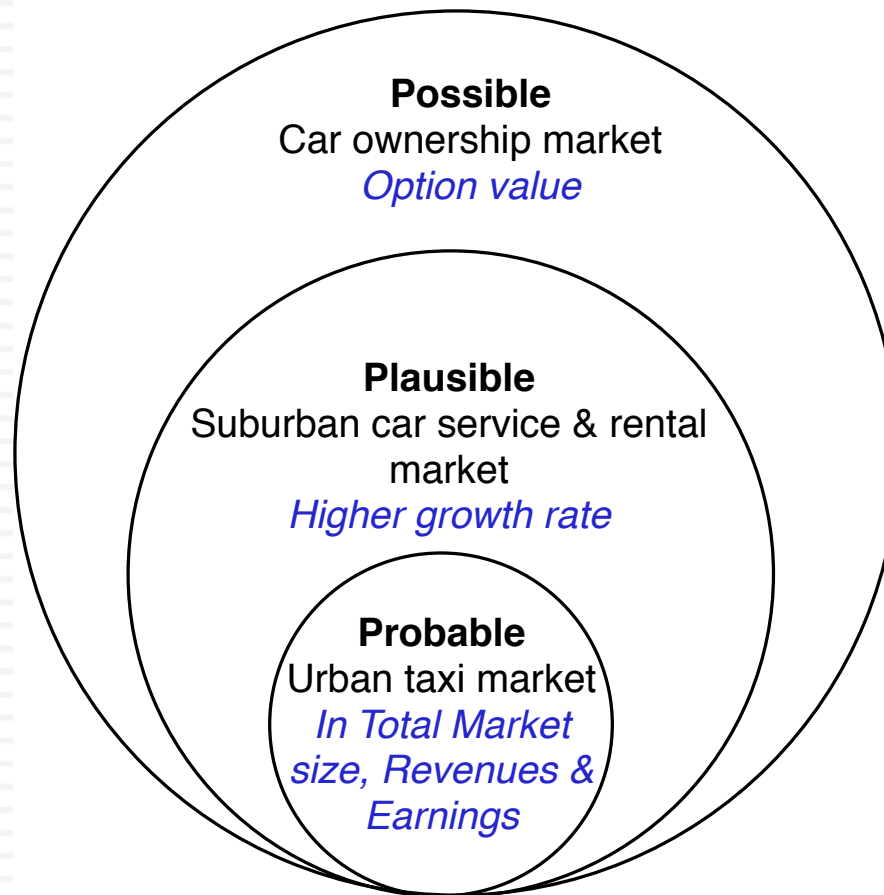 Possible
Car ownership market
Option value
Plausible
Suburban car service & rental
market
Higher growth rate
Probable
Urban taxi market
In Total Market
size, Revenues &
Earnings